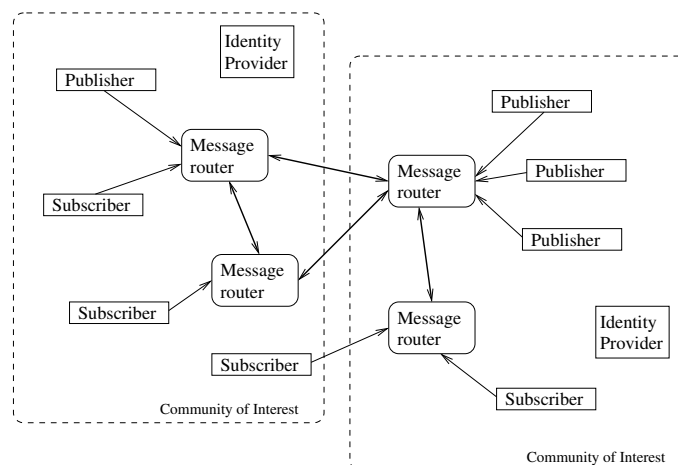 Identity
Provider
Publisher
Message
router
Subscriber
Message
router
Subscriber
Community of Interest
Publisher
Message
router
Publisher
Publisher
Message
router
Identity
Provider
Subscriber
Subscriber
Community of Interest